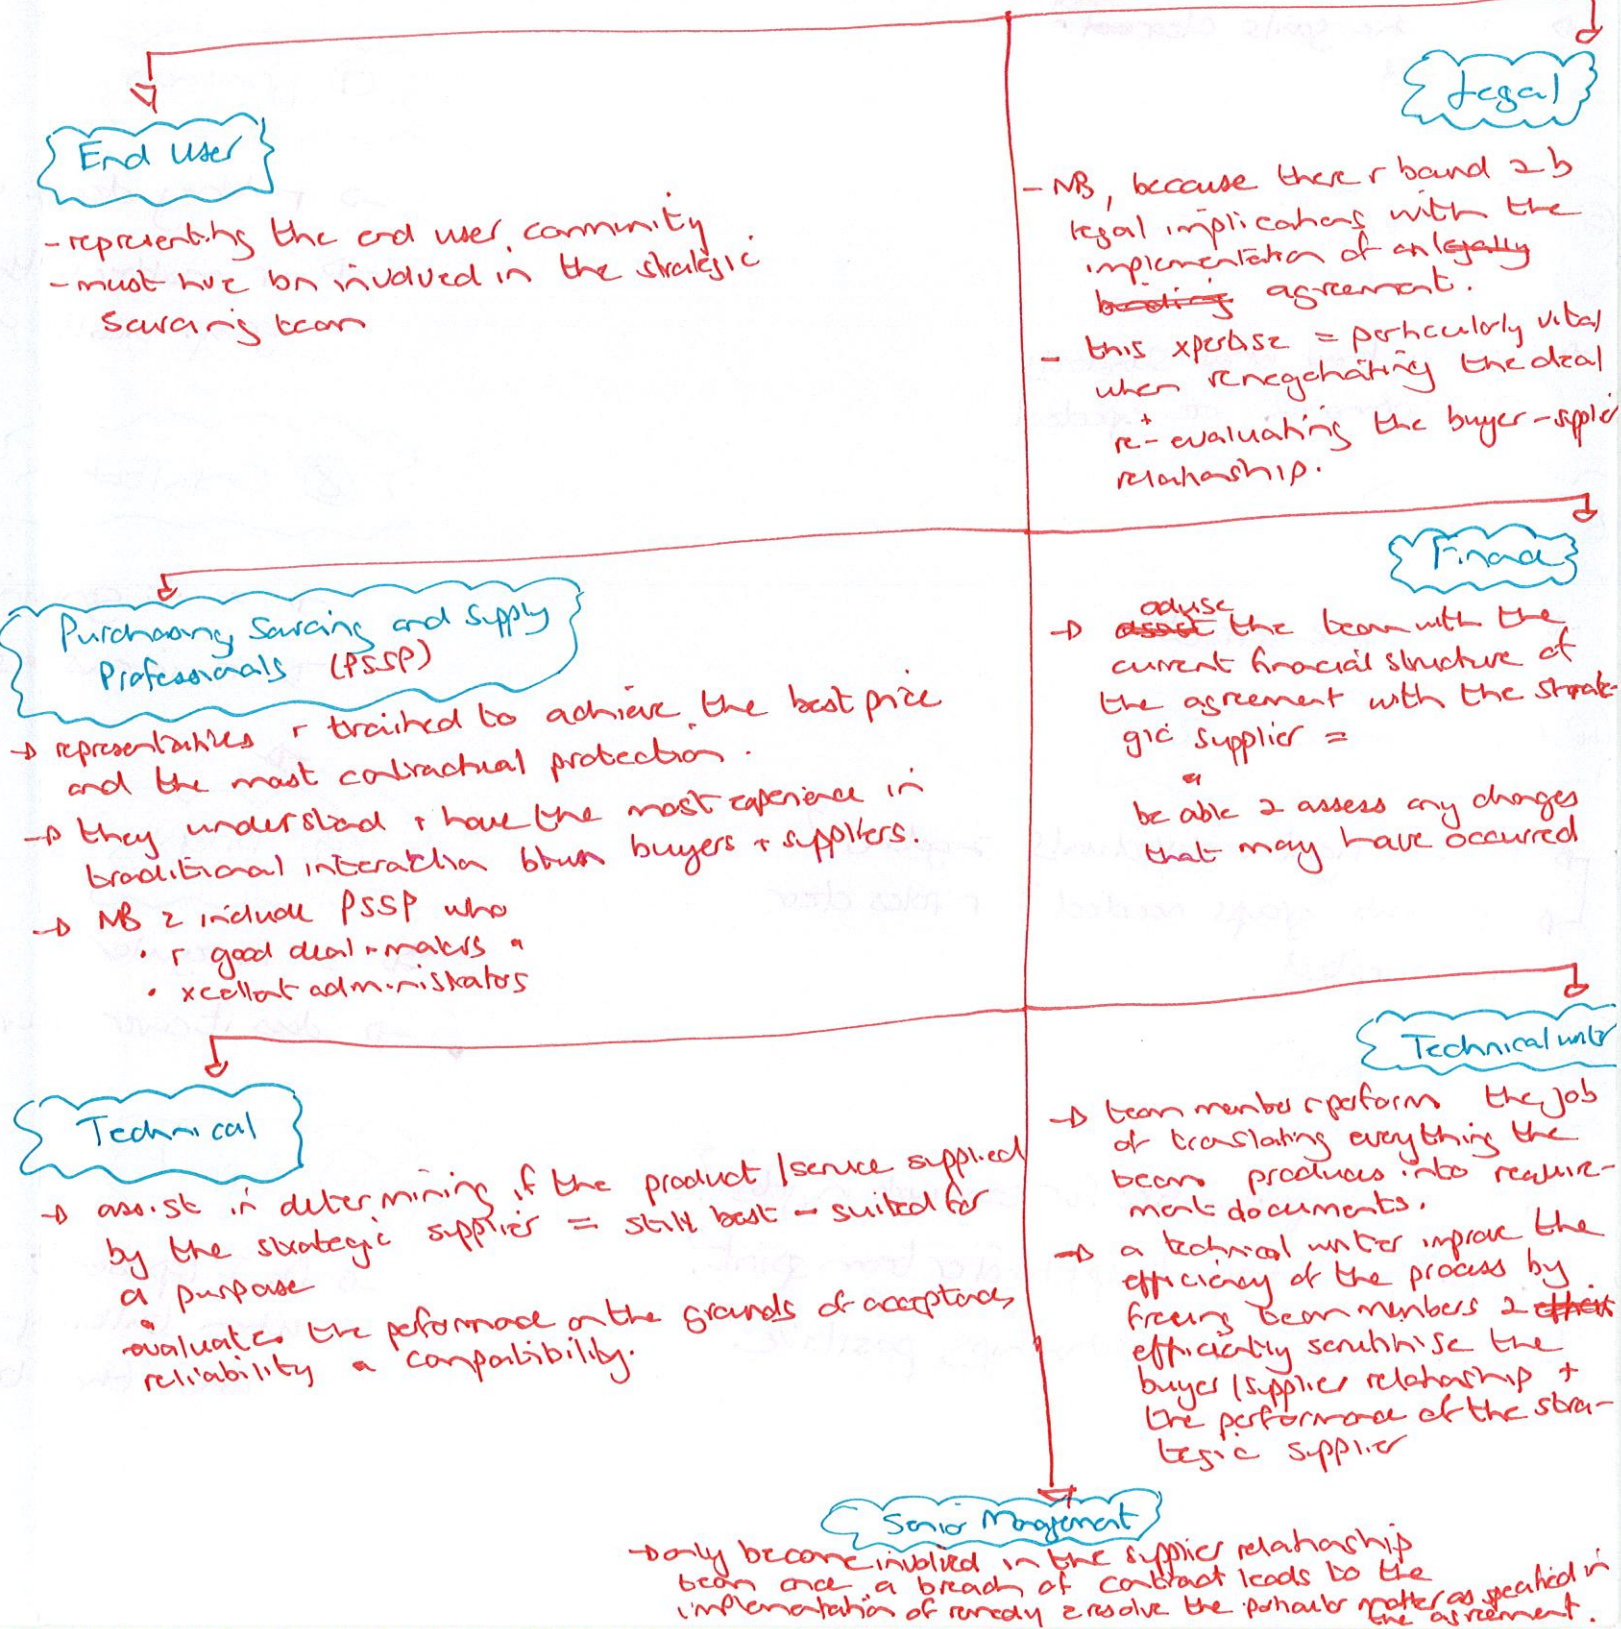 End User
- representing the end user community
- must hve bn involved in the strategic
sourcing team
Legal
- NB, because there r bound 2 b
legal implications with the
implementation of an legally
binding agreement.
- this xpertise = particularly vital
when renegotiating the deal
+
re-evaluating the buyer-supplier
relationship.
Purchasing Sourcing and Supply
Professionals (PSSP)
→ representatives r trained to achieve the best price
and the most contractual protection.
→ they understand + have the most experience in
traditional interaction btwn buyers + suppliers.
→ NB 2 include PSSP who
• r good deal-makers
• xcellent administrators
Finance
advise
→ assist the team with the
current financial structure of
the agreement with the strate-
gic supplier =
be able 2 assess any changes
that may have occurred
Technical
→ assist in determining if the product / service supplied
by the strategic supplier = still best-suited for
a purpose
evaluate the peformance on the grounds of acceptance,
reliability compatibility.
Technical writer
→ team member r perform the job
of translating everything the
team produces into require-
ment documents.
→ a technical writer improve the
efficiency of the process by
freeing team members 2
efficiently scrutinise the
buyer / supplier relationship +
the performance of the stra-
tegic supplier
Senior Management
→ only become involved in the supplier relationship
team once a breach of contract leads to the
implementation of remedy 2 resolve the particular matter as specified in
the agreement.